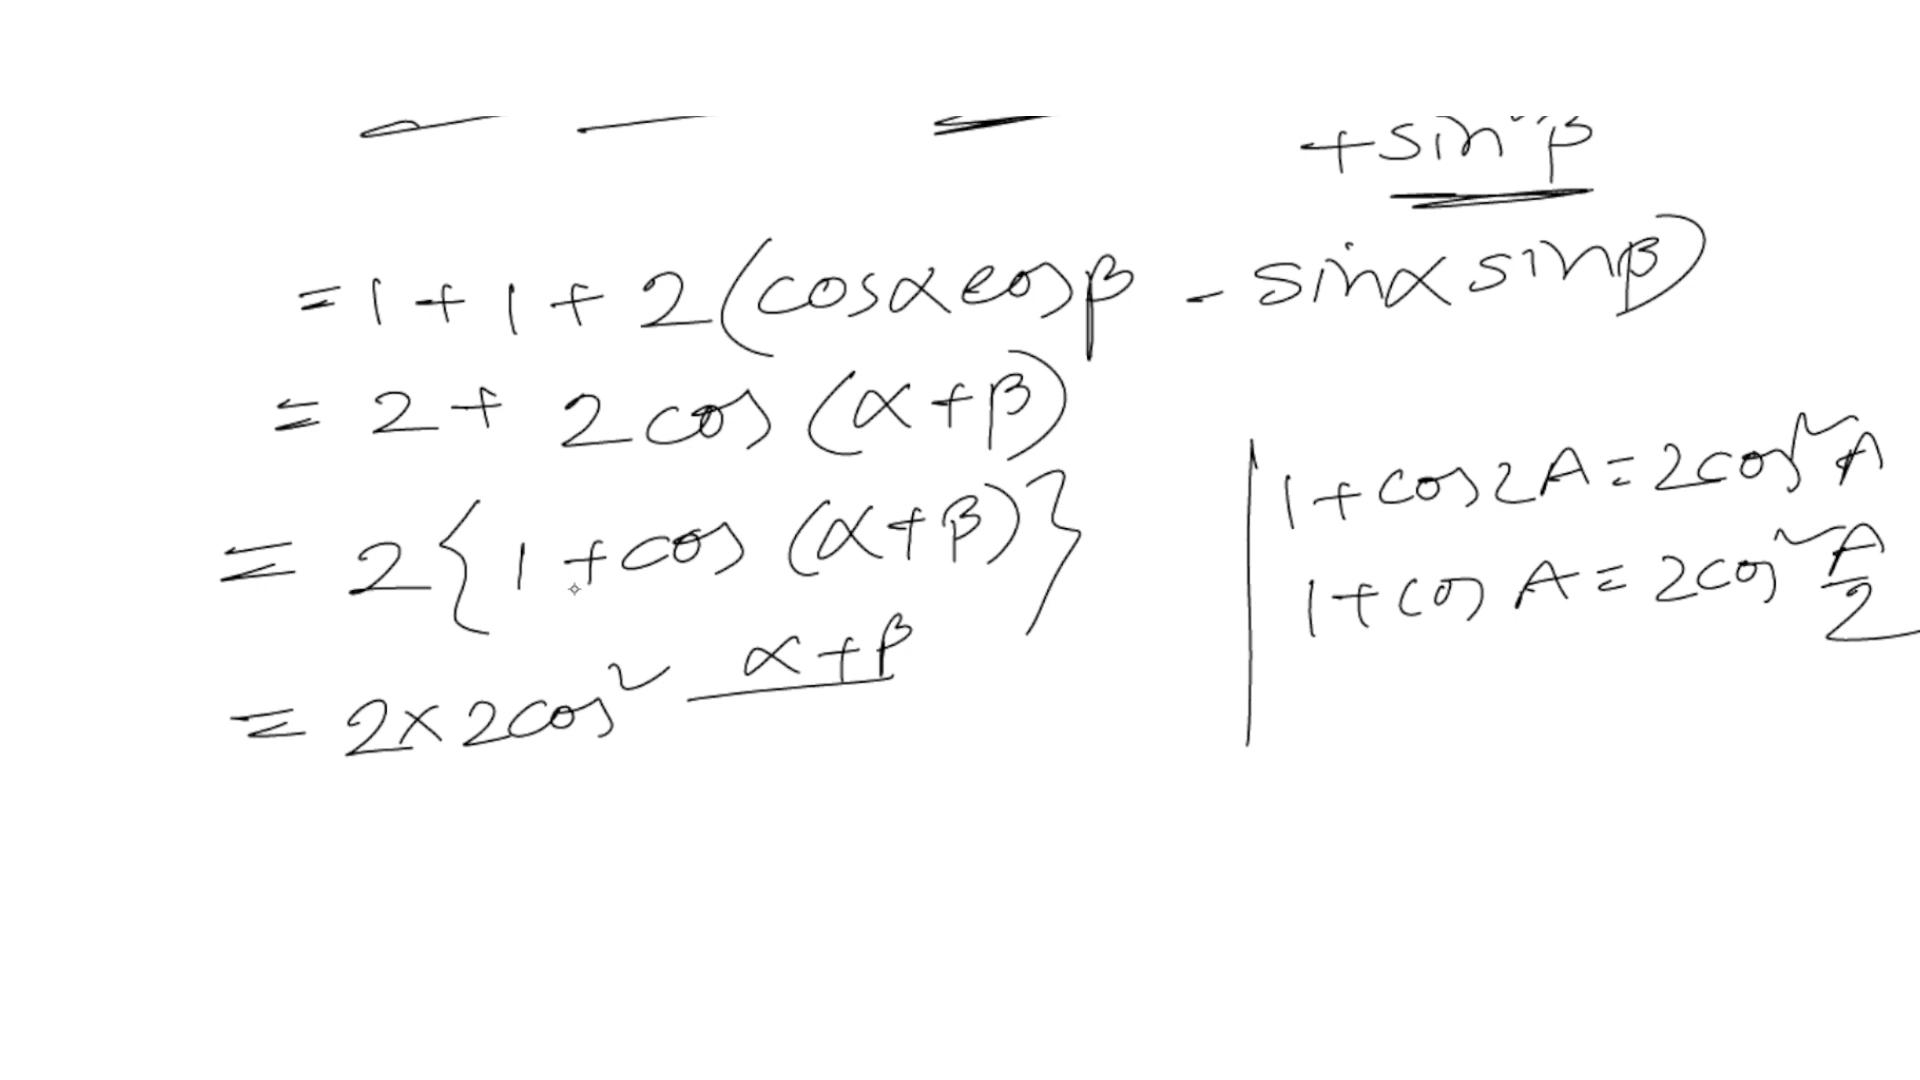 + sin²β
= 1 + 1 + 2(cosα cosβ - sinα sinβ)
= 2 + 2cos(α+β)
= 2{1+cos(α+β)}
= 2×2cos² α+β
1+cos2A=2cos²A
1+cosA=2cos² A/2